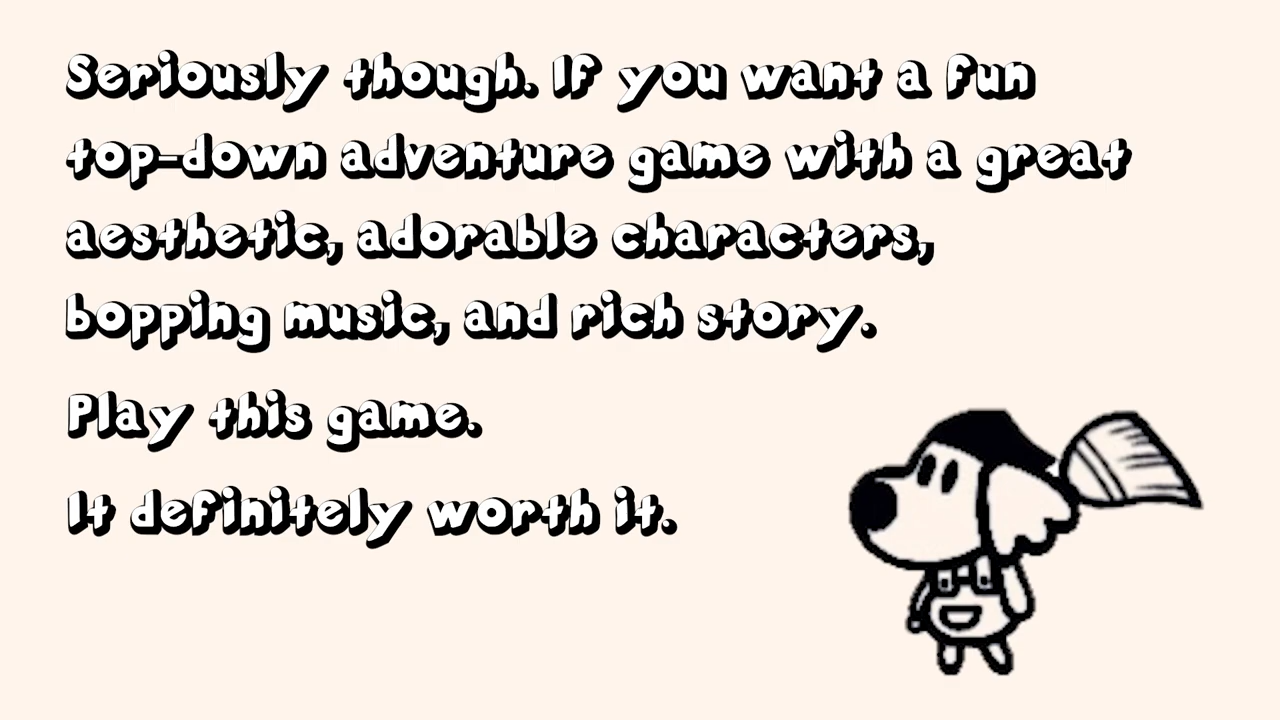 Seriously though. If you want a fun
top-down adventure game with a great
aesthetic, adorable characters,
bopping music, and rich story.
Play this game.
It definitely worth it.